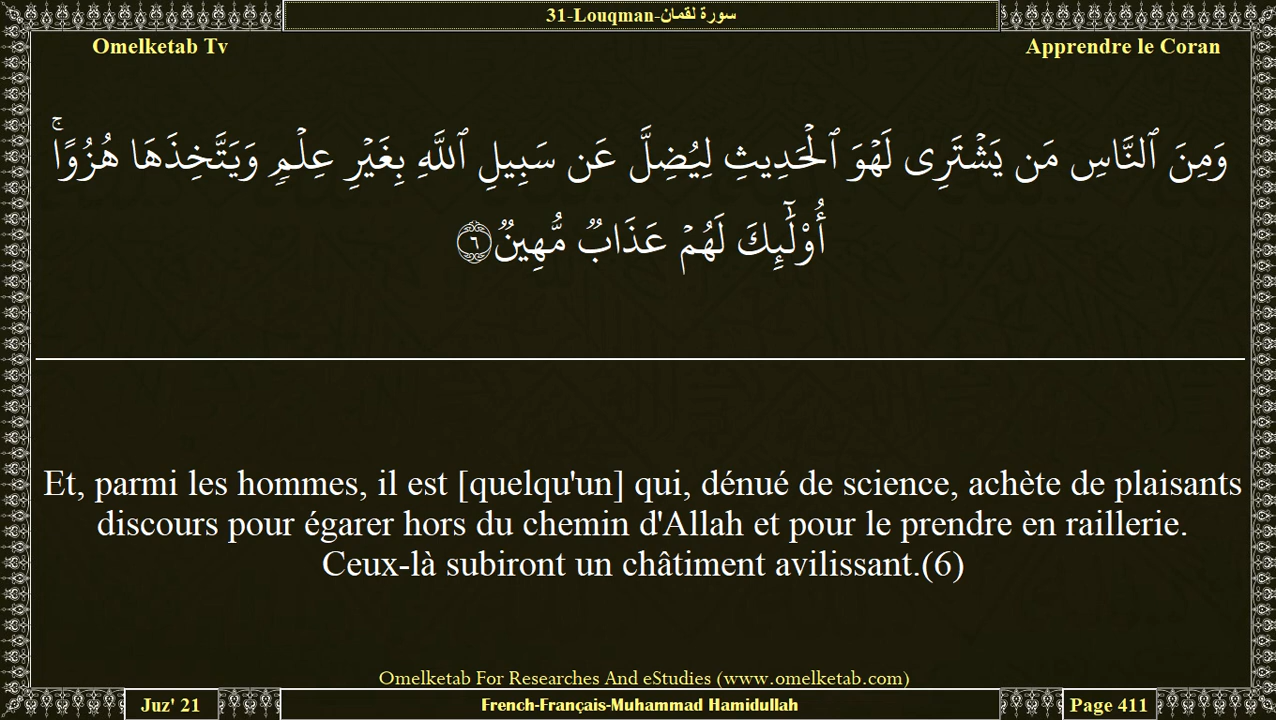 31-Louqman-سورة لقمان
Omelketab Tv
Apprendre le Coran
وَمِنَ ٱلنَّاسِ مَن يَشۡتَرِى لَهۡوَ ٱلۡحَدِيثِ لِيُضِلَّ عَن سَبِيلِ ٱللَّهِ بِغَيۡرِ عِلۡمٍ۬ وَيَتَّخِذَهَا هُزُوًاۚ
أُوْلَٰٓئِكَ لَهُمۡ عَذَابٌ۬ مُّهِينٌ۬ ٦
Et, parmi les hommes, il est [quelqu'un] qui, dénué de science, achète de plaisants
discours pour égarer hors du chemin d'Allah et pour le prendre en raillerie.
Ceux-là subiront un châtiment avilissant.(6)
Omelketab For Researches And eStudies (www.omelketab.com)
Juz' 21
French-Français-Muhammad Hamidullah
Page 411